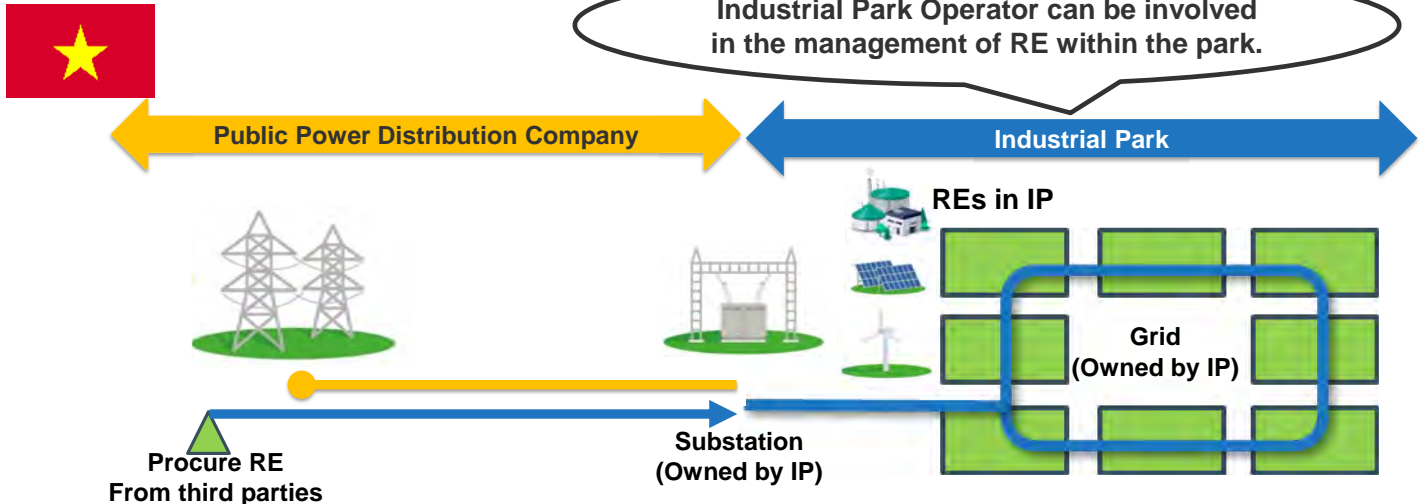 Industrial Park Operator can be involved
in the management of RE within the park.
Public Power Distribution Company
Industrial Park
REs in IP
Grid
(Owned by IP)
Substation
(Owned by IP)
Procure RE
From third parties